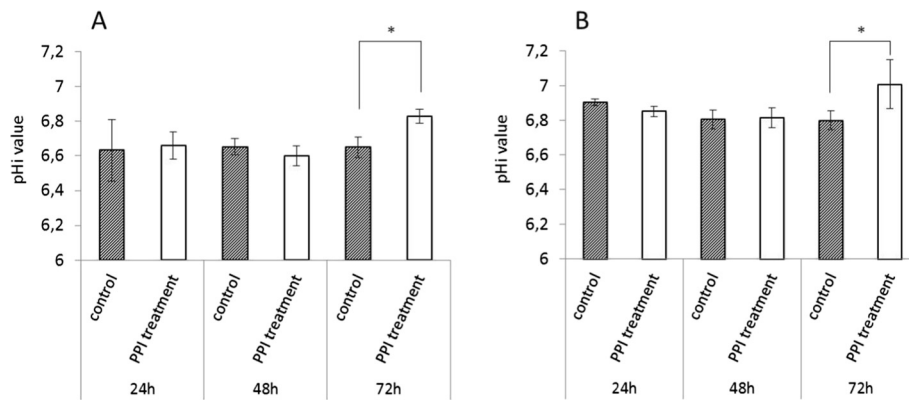 A
B
*
*
7,2
7
6,8
6,6
6,4
6,2
6
pHi value
control
PPI treatment
control
PPI treatment
control
PPI treatment
24h
48h
72h
7,2
7
6,8
6,6
6,4
6,2
6
pHi value
control
PPI treatment
control
PPI treatment
control
PPI treatment
24h
48h
72h